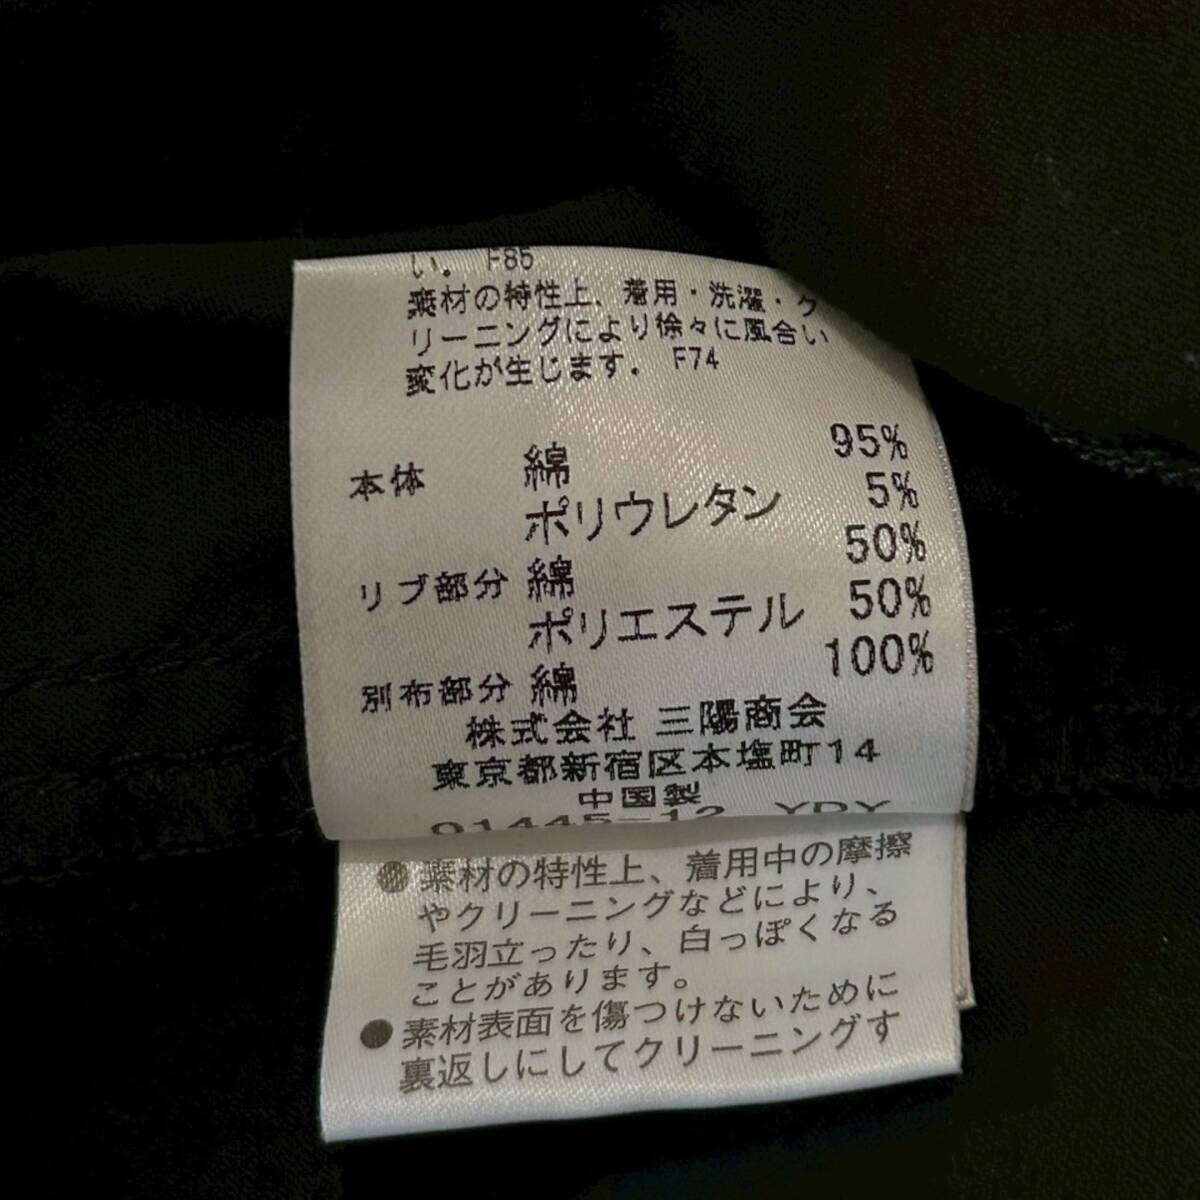 い。 F85
素材の特性上、着用・洗濯・ク
リーニングにより徐々に風合い
変化が生じます。 F74
本体 綿 95%
ポリウレタン 5%
リブ部分 綿 50%
ポリエステル 50%
別布部分 綿 100%
株式会社 三陽商会
東京都新宿区本塩町14
中国製
91445-12 YDY
●素材の特性上、着用中の摩擦
やクリーニングなどにより、
毛羽立ったり、白っぽくなる
ことがあります。
●素材表面を傷つけないために
裏返しにしてクリーニングす